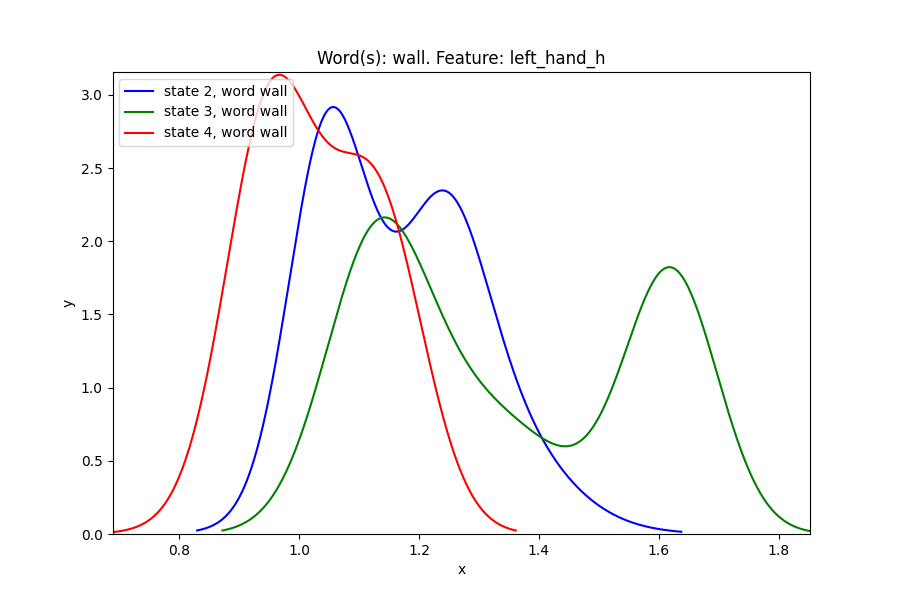 Word(s): wall. Feature: left_hand_h
state 2, word wall
state 3, word wall
state 4, word wall
y
3.0
2.5
2.0
1.5
1.0
0.5
0.0
0.8 1.0 1.2 1.4 1.6 1.8
x